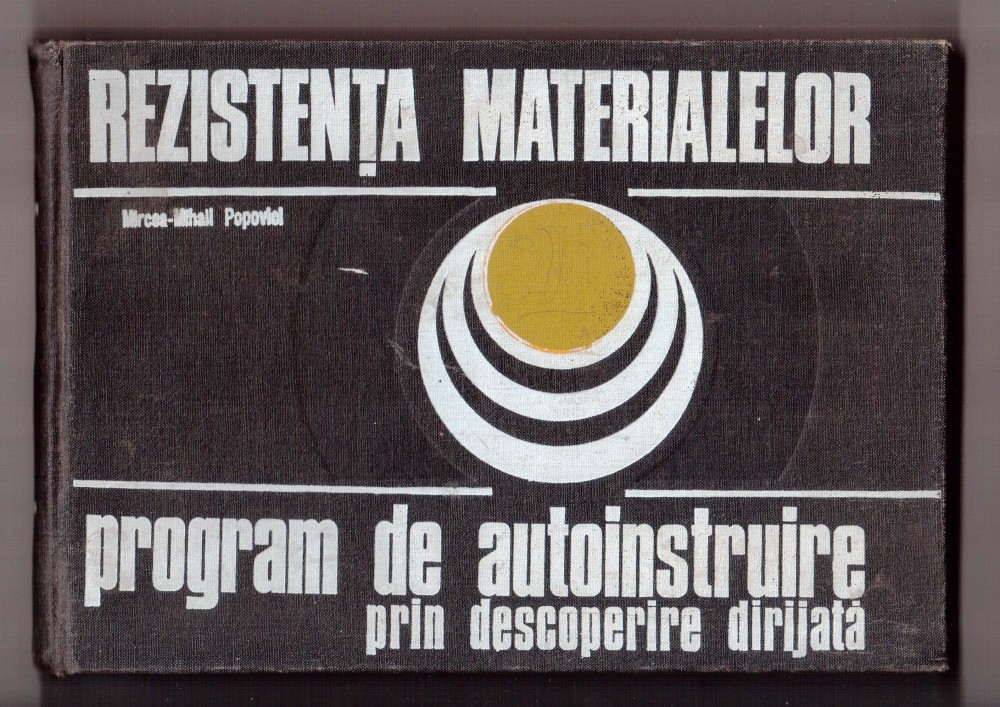 REZISTENȚA MATERIALELOR
Mircea-Mihail Popovici
program de autoinstruire
prin descoperire dirijată